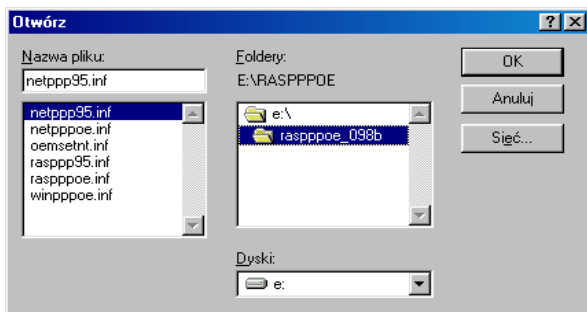 Otwórz
Nazwa pliku:
netppp95.inf
netppp95.inf
netpppoe.inf
oemsetnt.inf
rasppp95.inf
raspppoe.inf
winpppoe.inf
Foldery:
E:\RASPPPOE
e:\
raspppoe_098b
Dyski:
e:
OK
Anuluj
Sieć...